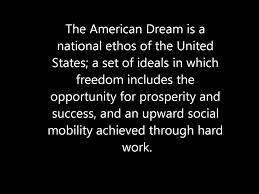 The American Dream is a
national ethos of the United
States; a set of ideals in which
freedom includes the
opportunity for prosperity and
success, and an upward social
mobility achieved through hard
work.